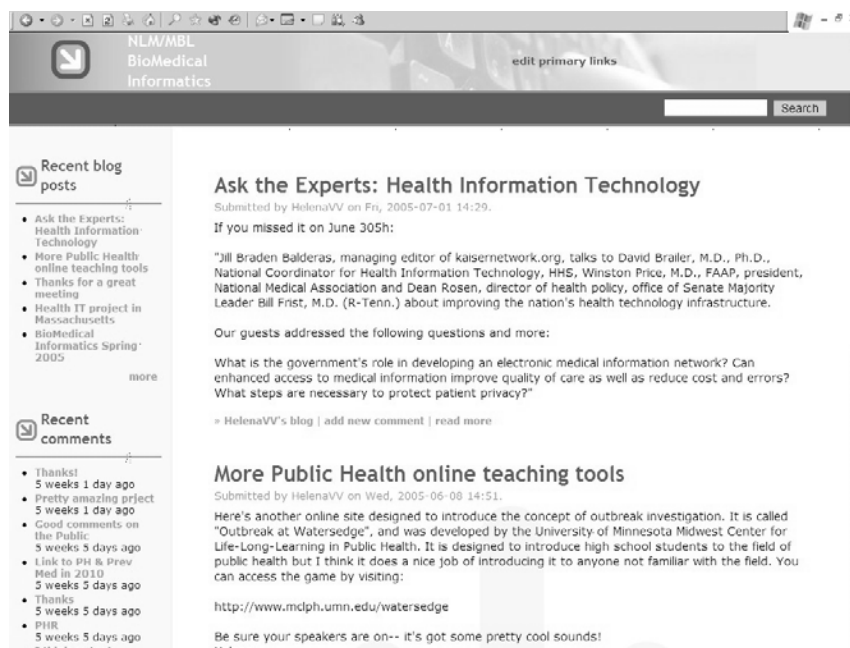 NLM/MBL
BioMedical
Informatics
edit primary links
Search
Recent blog
posts
Ask the Experts:
Health Information
Technology
More Public Health
online teaching tools
Thanks for a great
meeting
Health IT project in
Massachusetts
BioMedical
Informatics Spring
2005
more
Recent
comments
Thanks!
5 weeks 1 day ago
Pretty amazing prject
5 weeks 1 day ago
Good comments on
the Public
5 weeks 5 days ago
Link to PH & Prev
Med in 2010
5 weeks 5 days ago
Thanks
5 weeks 5 days ago
PHR
5 weeks 5 days ago
Ask the Experts: Health Information Technology
Submitted by HelenaVV on Fri, 2005-07-01 14:29.
If you missed it on June 305h:
"Jill Braden Balderas, managing editor of kaisernetwork.org, talks to David Brailer, M.D., Ph.D.,
National Coordinator for Health Information Technology, HHS, Winston Price, M.D., FAAP, president,
National Medical Association and Dean Rosen, director of health policy, office of Senate Majority
Leader Bill Frist, M.D. (R-Tenn.) about improving the nation's health technology infrastructure.
Our guests addressed the following questions and more:
What is the government's role in developing an electronic medical information network? Can
enhanced access to medical information improve quality of care as well as reduce cost and errors?
What steps are necessary to protect patient privacy?"
» HelenaVV's blog | add new comment | read more
More Public Health online teaching tools
Submitted by HelenaVV on Wed, 2005-06-08 14:51.
Here's another online site designed to introduce the concept of outbreak investigation. It is called
"Outbreak at Watersedge", and was developed by the University of Minnesota Midwest Center for
Life-Long-Learning in Public Health. It is designed to introduce high school students to the field of
public health but I think it does a nice job of introducing it to anyone not familiar with the field. You
can access the game by visiting:
http://www.mclph.umn.edu/watersedge
Be sure your speakers are on-- it's got some pretty cool sounds!